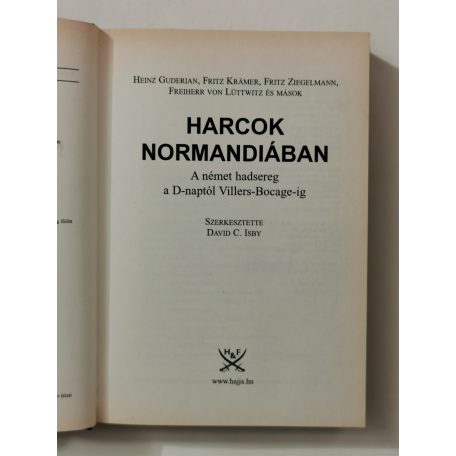 HEINZ GUDERIAN, FRITZ KRÄMER, FRITZ ZIEGELMANN,
FREIHERR VON LÜTTWITZ ÉS MÁSOK
HARCOK
NORMANDIÁBAN
A német hadsereg
a D-naptól Villers-Bocage-ig
SZERKESZTETTE
DAVID C. ISBY
H&F
www.hajja.hu